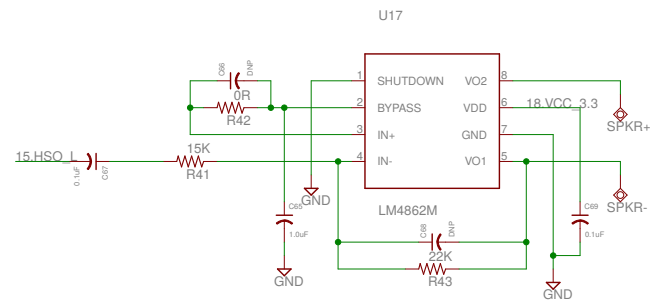 U17
C66
DNP
0R
R42
1 SHUTDOWN VO2 8
2 BYPASS VDD 6
18.VCC_3.3
3 IN+ GND 7
SPKR+
15.HSO_L
0.1uF
C67
15K
R41
4 IN- VO1 5
GND
SPKR-
LM4862M
C65
1.0uF
C68
DNP
C69
0.1uF
22K
R43
GND
GND